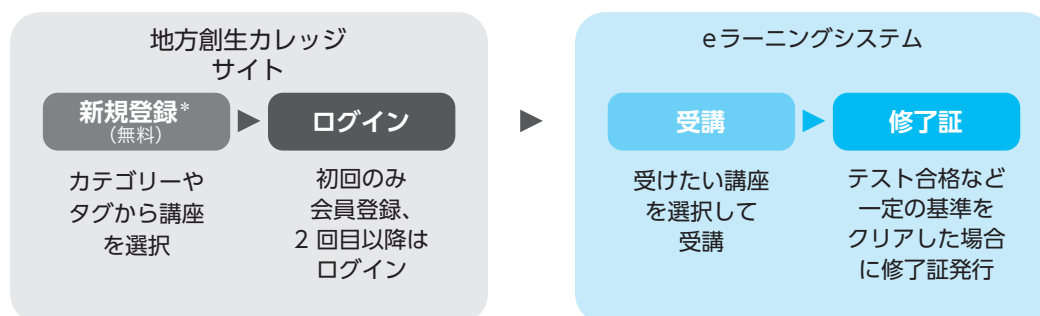 地方創生カレッジ
サイト
新規登録*
(無料)
ログイン
カテゴリーや
タグから講座
を選択
初回のみ
会員登録、
2 回目以降は
ログイン
eラーニングシステム
受講
修了証
受けたい講座
を選択して
受講
テスト合格など
一定の基準を
クリアした場合
に修了証発行